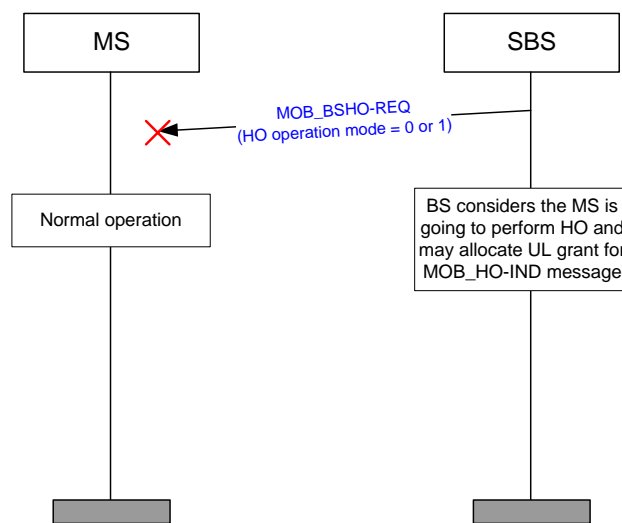 MS
SBS
MOB_BSHO-REQ
(HO operation mode = 0 or 1)
Normal operation
BS considers the MS is
going to perform HO and
may allocate UL grant for
MOB_HO-IND message